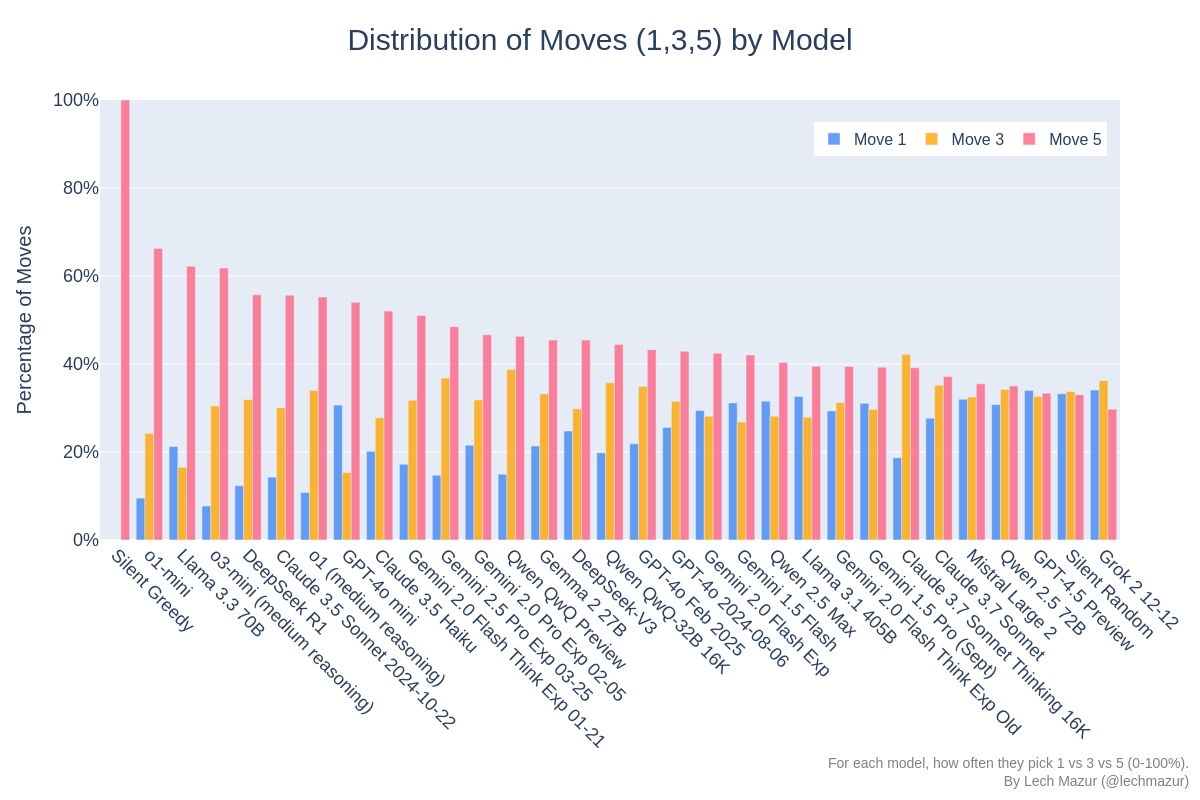 Distribution of Moves (1,3,5) by Model
Move 1
Move 3
Move 5
Percentage of Moves
100%
80%
60%
40%
20%
0%
Silent Greedy
o1-mini
Llama 3.3 70B
o3-mini (medium reasoning)
DeepSeek R1
Claude 3.5 Sonnet 2024-10-22
o1 (medium reasoning)
GPT-4o mini
Claude 3.5 Haiku
Gemini 2.0 Flash Think Exp 01-21
Gemini 2.5 Pro Exp 03-25
Gemini 2.0 Pro Exp 02-05
Qwen QwQ Preview
Gemma 2 27B
DeepSeek-V3
Qwen QwQ-32B 16K
GPT-4o Feb 2025
GPT-4o 2024-08-06
Gemini 2.0 Flash Exp
Gemini 1.5 Flash
Qwen 2.5 Max
Llama 3.1 405B
Gemini 2.0 Flash Think Exp Old
Gemini 1.5 Pro (Sept)
Claude 3.7 Sonnet Thinking 16K
Claude 3.7 Sonnet
Mistral Large 2
Qwen 2.5 72B
GPT-4.5 Preview
Silent Random
Grok 2 12-12
For each model, how often they pick 1 vs 3 vs 5 (0-100%).
By Lech Mazur (@lechmazur)